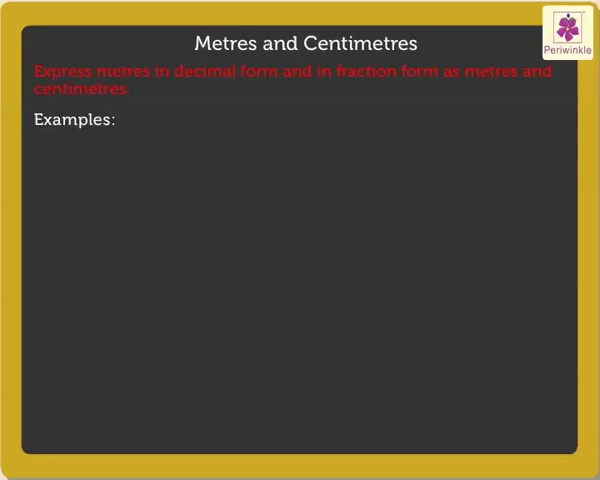 Metres and Centimetres
Periwinkle
Express metres in decimal form and in fraction form as metres and
centimetres.
Examples: